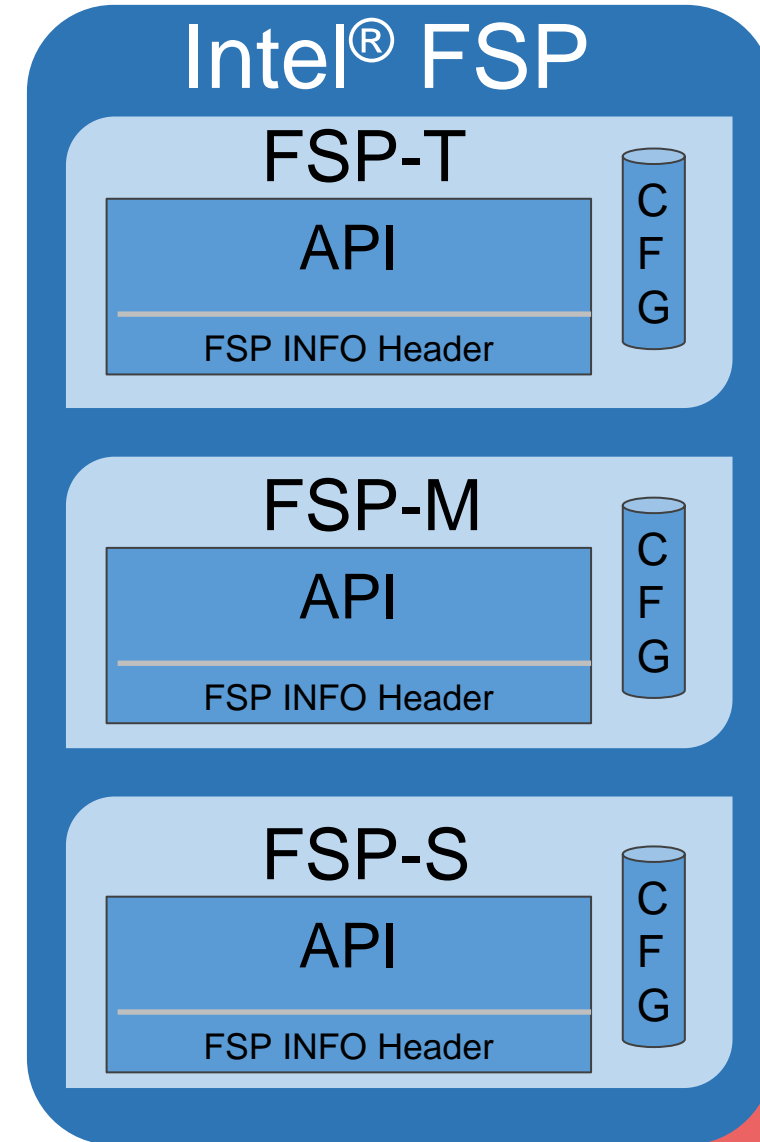 Intel® FSP
FSP-T
API
FSP INFO Header
C
F
G
FSP-M
API
FSP INFO Header
C
F
G
FSP-S
API
FSP INFO Header
C
F
G